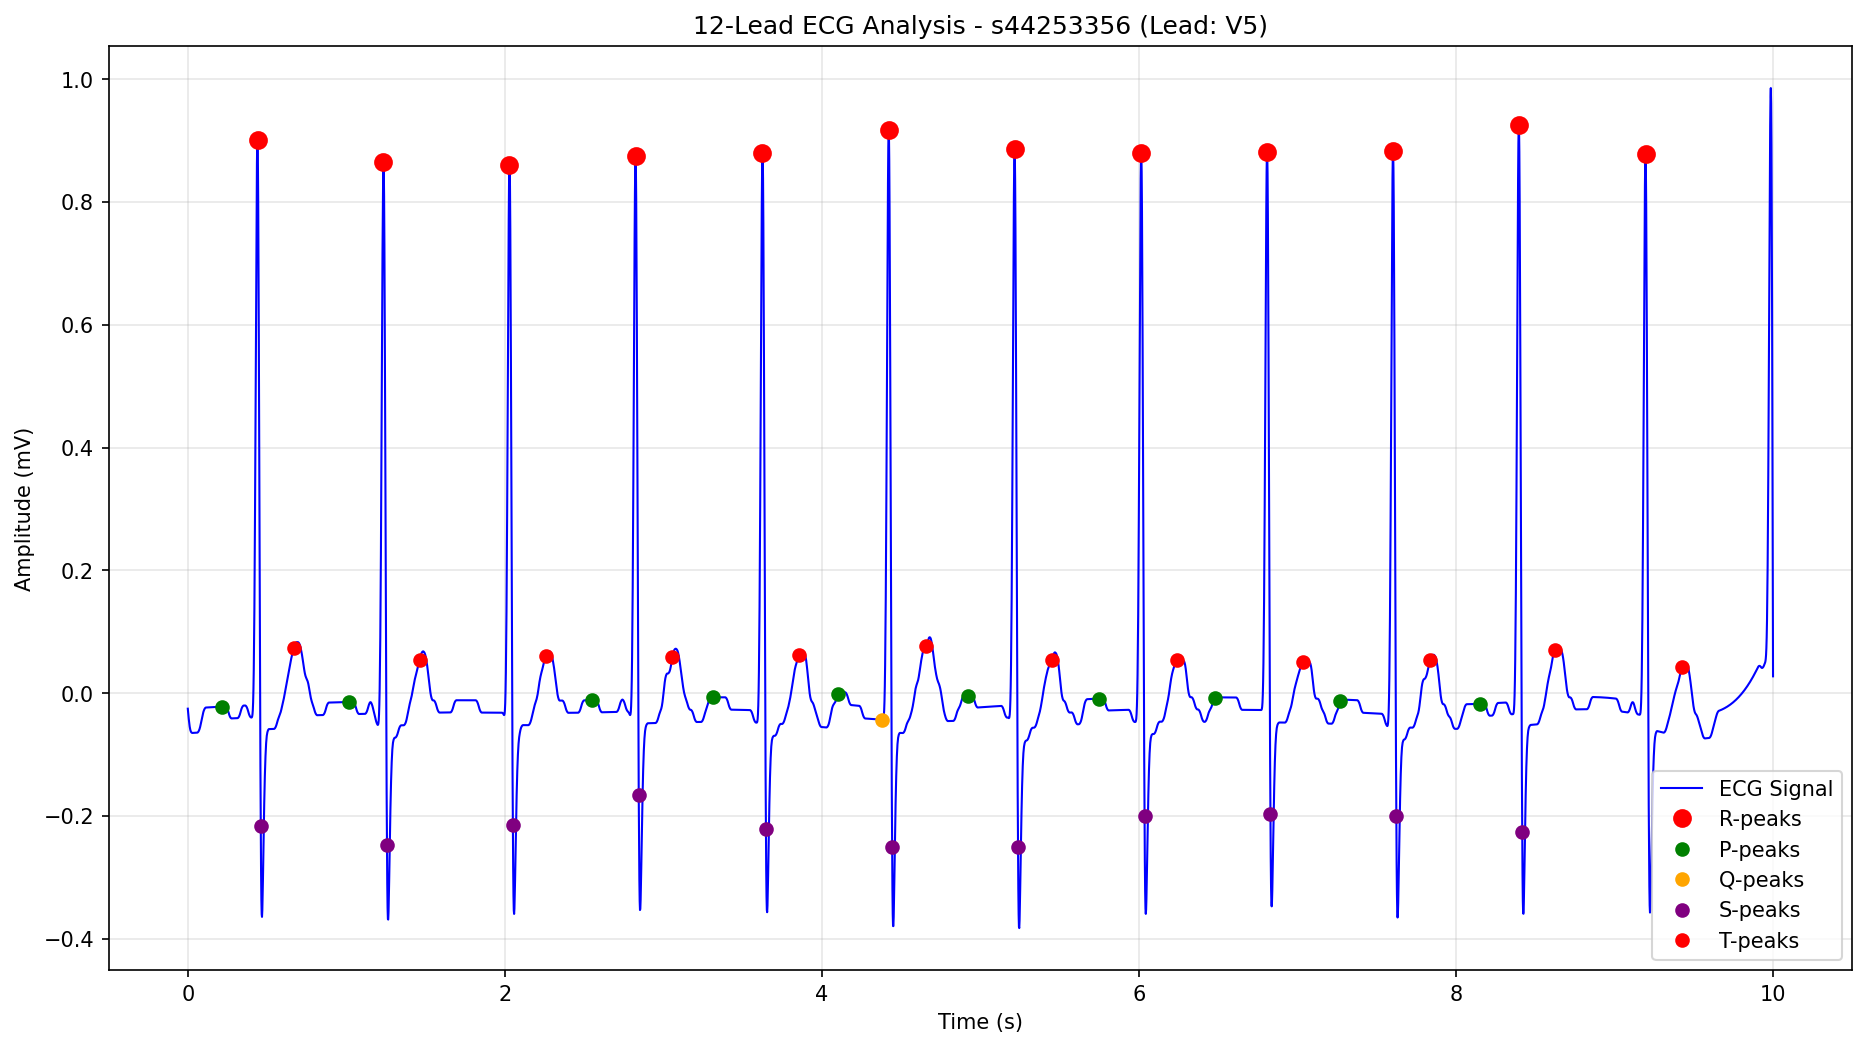 12-Lead ECG Analysis - s44253356 (Lead: V5)
Amplitude (mV)
1.0
0.8
0.6
0.4
0.2
0.0
−0.2
−0.4
ECG Signal
R-peaks
P-peaks
Q-peaks
S-peaks
T-peaks
0 2 4 6 8 10
Time (s)